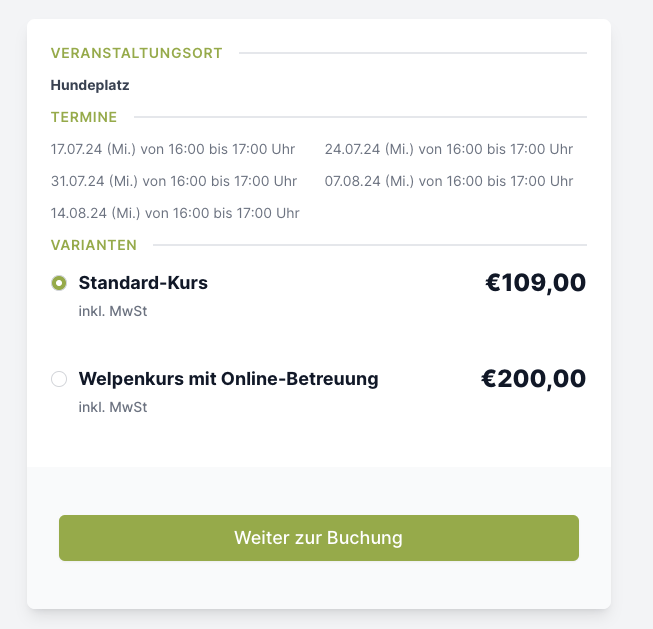 VERANSTALTUNGSORT
Hundeplatz
TERMINE
17.07.24 (Mi.) von 16:00 bis 17:00 Uhr
24.07.24 (Mi.) von 16:00 bis 17:00 Uhr
31.07.24 (Mi.) von 16:00 bis 17:00 Uhr
07.08.24 (Mi.) von 16:00 bis 17:00 Uhr
14.08.24 (Mi.) von 16:00 bis 17:00 Uhr
VARIANTEN
Standard-Kurs €109,00
inkl. MwSt
Welpenkurs mit Online-Betreuung €200,00
inkl. MwSt
Weiter zur Buchung